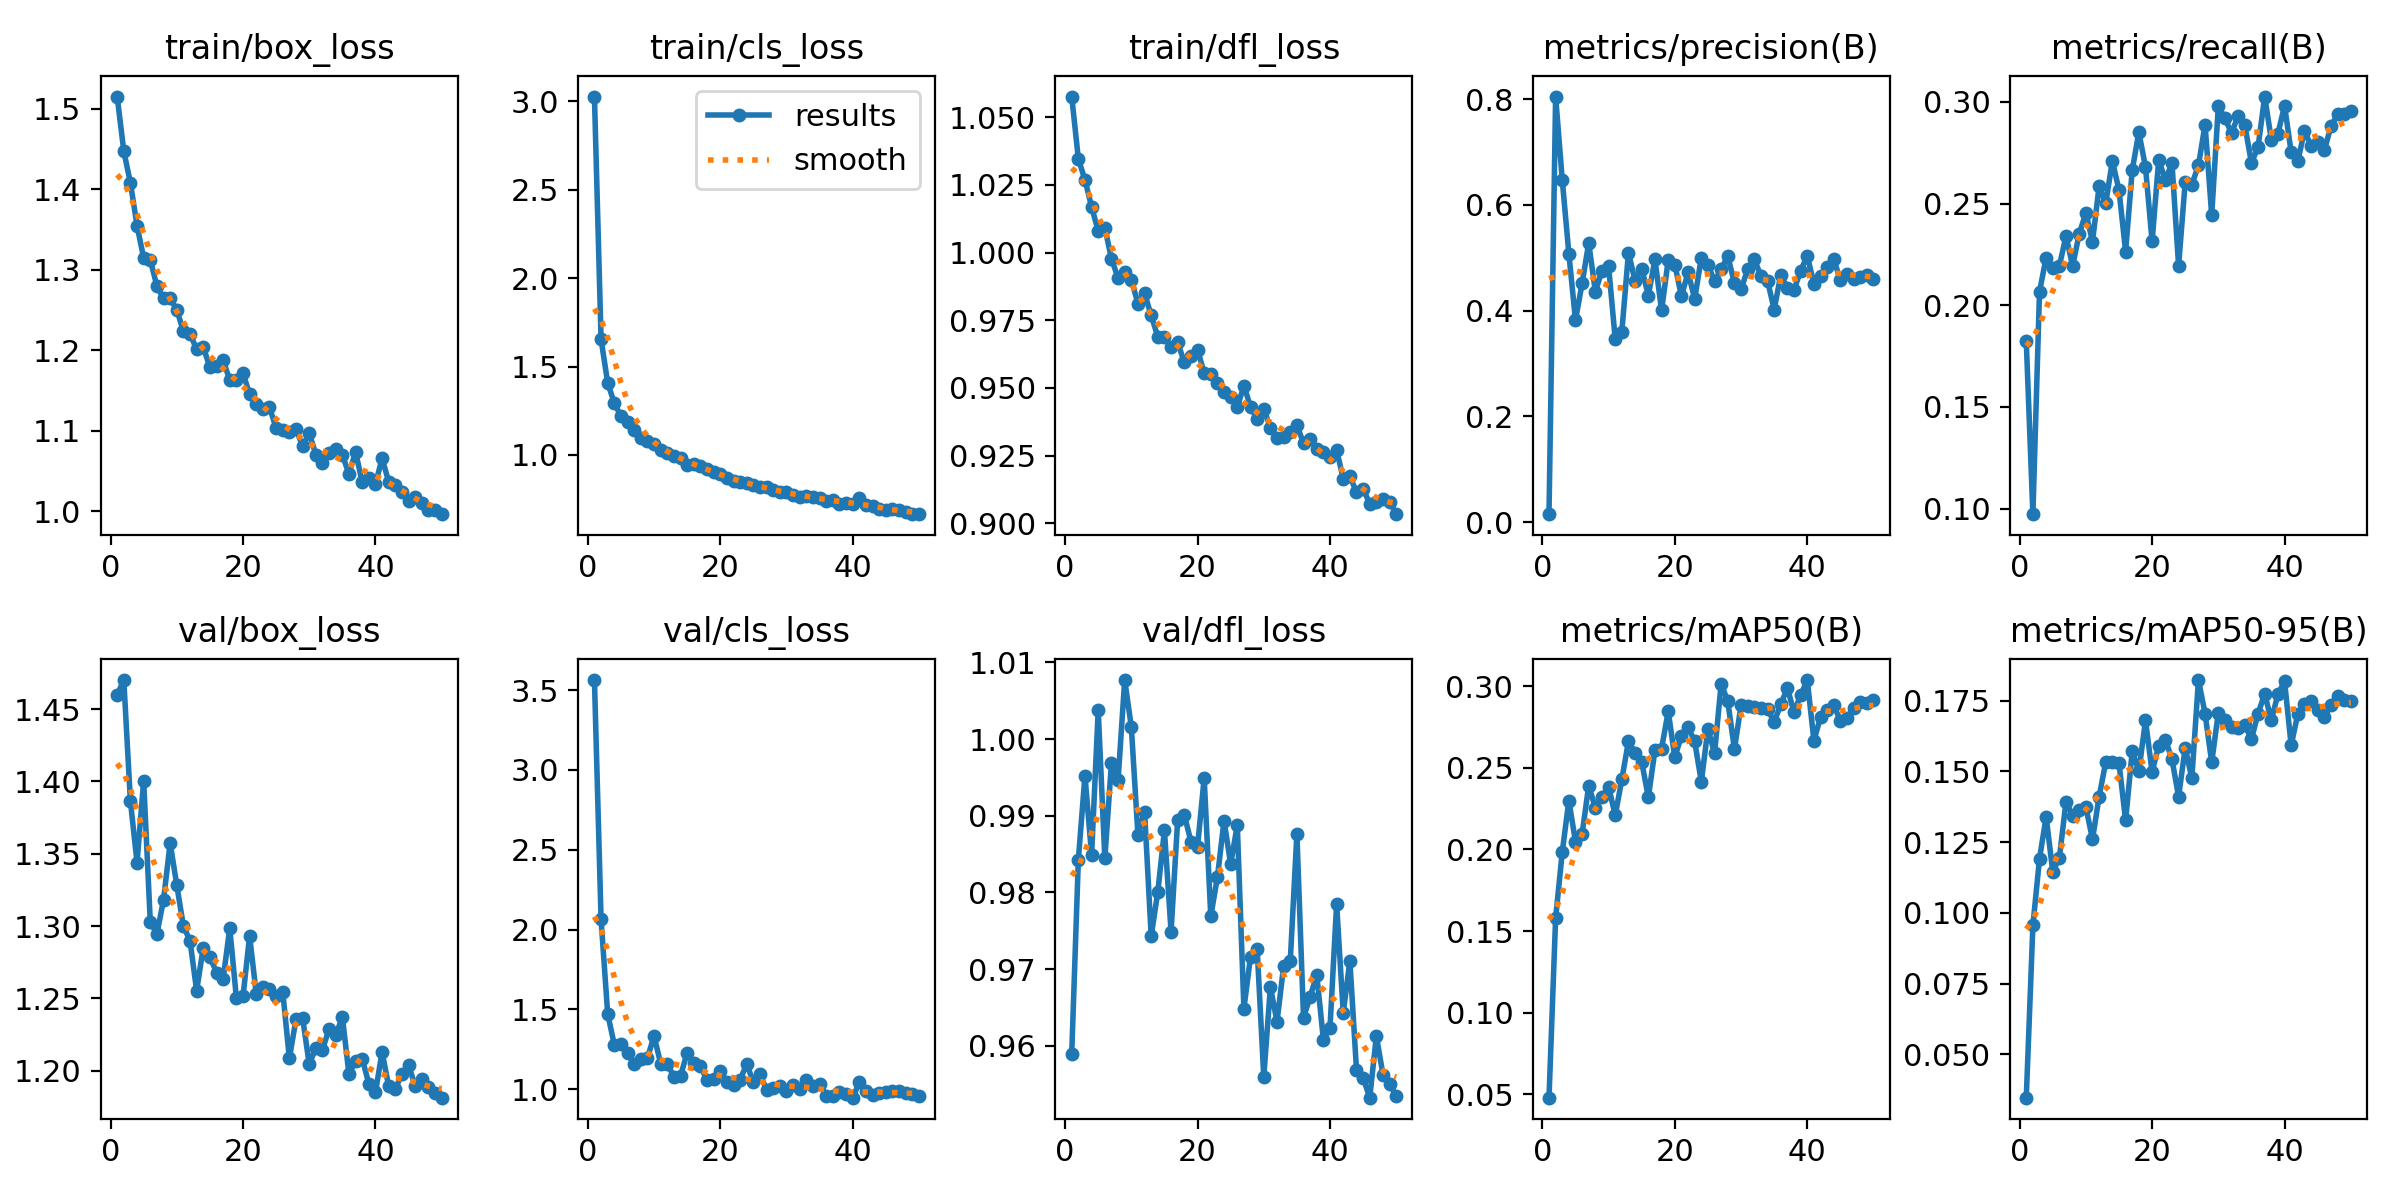 train/box_loss
1.5
1.4
1.3
1.2
1.1
1.0
0 20 40
train/cls_loss
results
smooth
3.0
2.5
2.0
1.5
1.0
0 20 40
train/dfl_loss
1.050
1.025
1.000
0.975
0.950
0.925
0.900
0 20 40
metrics/precision(B)
0.8
0.6
0.4
0.2
0.0
0 20 40
metrics/recall(B)
0.30
0.25
0.20
0.15
0.10
0 20 40
val/box_loss
1.45
1.40
1.35
1.30
1.25
1.20
0 20 40
val/cls_loss
3.5
3.0
2.5
2.0
1.5
1.0
0 20 40
val/dfl_loss
1.01
1.00
0.99
0.98
0.97
0.96
0 20 40
metrics/mAP50(B)
0.30
0.25
0.20
0.15
0.10
0.05
0 20 40
metrics/mAP50-95(B)
0.175
0.150
0.125
0.100
0.075
0.050
0 20 40